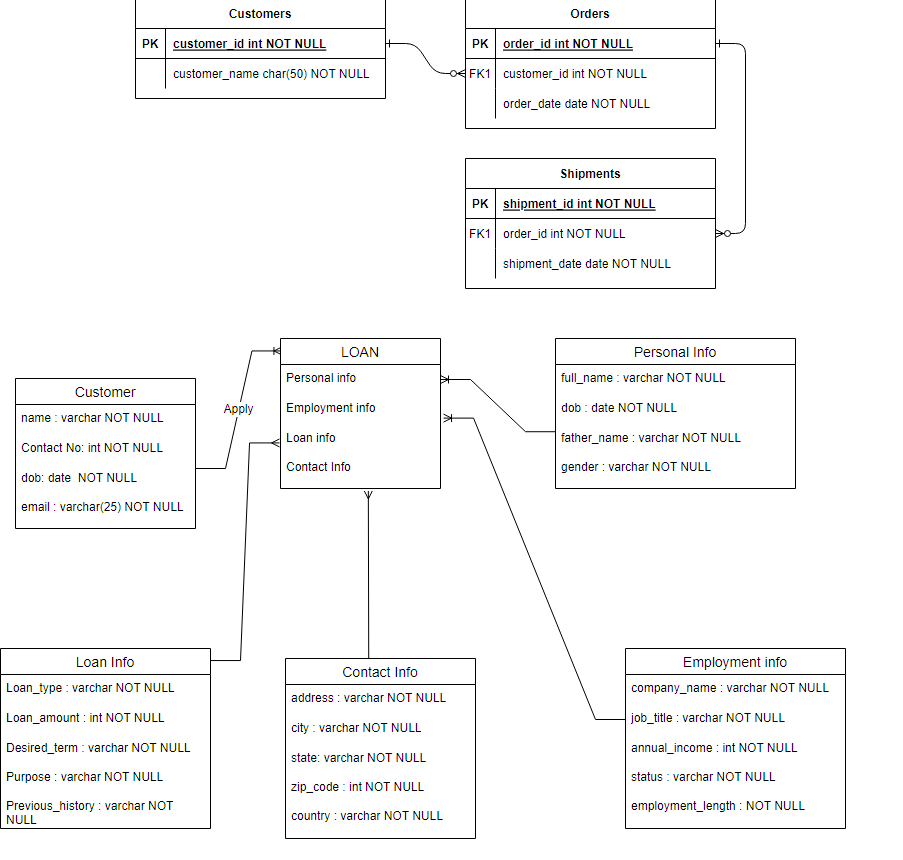 Customers
PK customer_id int NOT NULL
customer_name char(50) NOT NULL
Orders
PK order_id int NOT NULL
FK1 customer_id int NOT NULL
order_date date NOT NULL
Shipments
PK shipment_id int NOT NULL
FK1 order_id int NOT NULL
shipment_date date NOT NULL
LOAN
Personal info
Employment info
Loan info
Contact Info
Personal Info
full_name : varchar NOT NULL
dob : date NOT NULL
father_name : varchar NOT NULL
gender : varchar NOT NULL
Customer
name : varchar NOT NULL
Contact No: int NOT NULL
dob: date  NOT NULL
email : varchar(25) NOT NULL
Apply
Loan Info
Loan_type : varchar NOT NULL
Loan_amount : int NOT NULL
Desired_term : varchar NOT NULL
Purpose : varchar NOT NULL
Previous_history : varchar NOT
NULL
Contact Info
address : varchar NOT NULL
city : varchar NOT NULL
state: varchar NOT NULL
zip_code : int NOT NULL
country : varchar NOT NULL
Employment info
company_name : varchar NOT NULL
job_title : varchar NOT NULL
annual_income : int NOT NULL
status : varchar NOT NULL
employment_length : NOT NULL